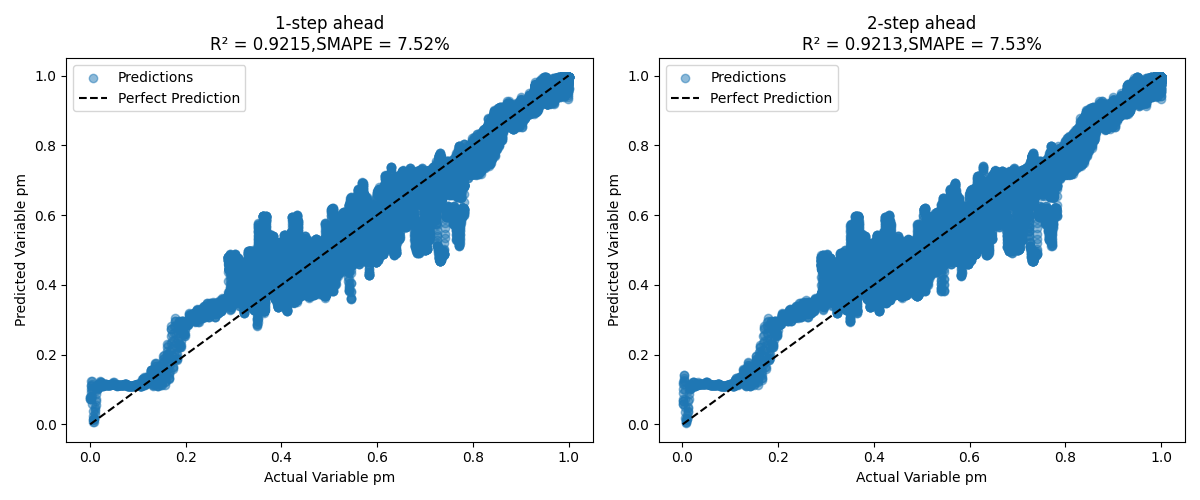 1-step ahead
R² = 0.9215,SMAPE = 7.52%
Predictions
Perfect Prediction
1.0
0.8
0.6
0.4
0.2
0.0
Predicted Variable pm
0.0 0.2 0.4 0.6 0.8 1.0
Actual Variable pm
2-step ahead
R² = 0.9213,SMAPE = 7.53%
Predictions
Perfect Prediction
1.0
0.8
0.6
0.4
0.2
0.0
Predicted Variable pm
0.0 0.2 0.4 0.6 0.8 1.0
Actual Variable pm